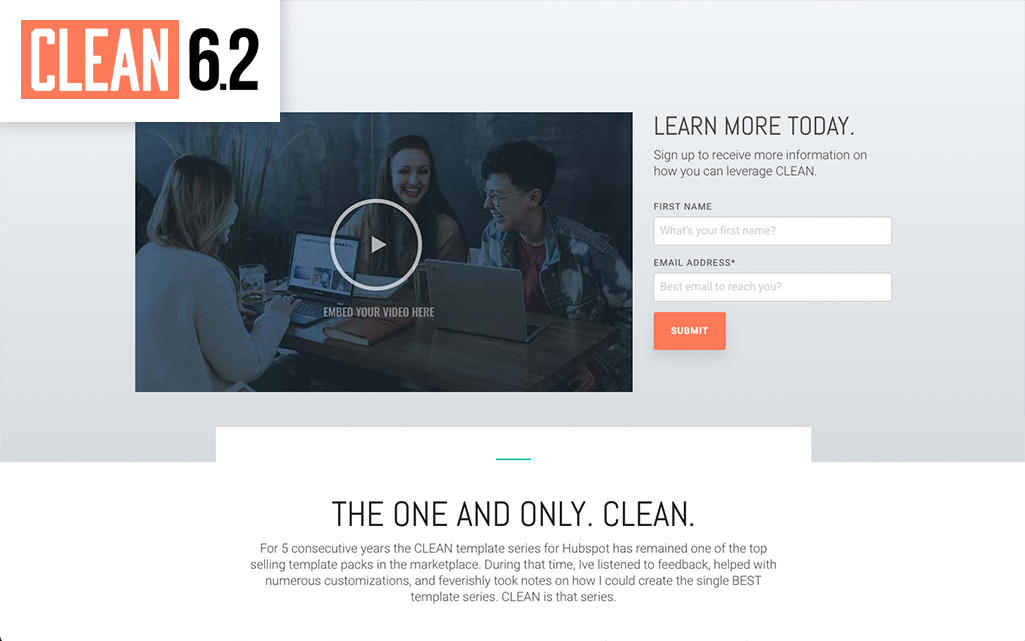 CLEAN 6.2
EMBED YOUR VIDEO HERE
LEARN MORE TODAY.
Sign up to receive more information on
how you can leverage CLEAN.
FIRST NAME
What's your first name?
EMAIL ADDRESS*
Best email to reach you?
SUBMIT
THE ONE AND ONLY. CLEAN.
For 5 consecutive years the CLEAN template series for Hubspot has remained one of the top
selling template packs in the marketplace. During that time, Ive listened to feedback, helped with
numerous customizations, and feverishly took notes on how I could create the single BEST
template series. CLEAN is that series.